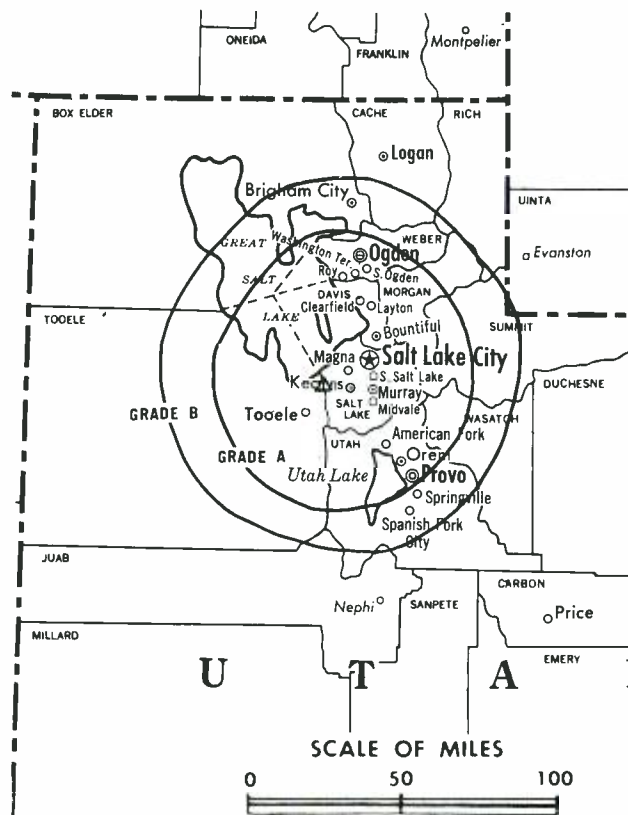 ONEIDA
FRANKLIN
Montpelier
BOX ELDER
CACHE
RICH
Logan
Brigham City
UINTA
GREAT
WEBER
Washington Ter.
Ogden
Evanston
SALT
Roy
S. Ogden
DAVIS
MORGAN
Clearfield
Layton
LAKE
TOOELE
Bountiful
SUMMIT
Magna
Salt Lake City
S. Salt Lake
DUCHESNE
Kearns
Murray
SALT
LAKE
Midvale
GRADE B
Tooele
WASATCH
American Fork
UTAH
GRADE A
Orem
Utah Lake
Provo
Springville
Spanish Fork
City
JUAB
CARBON
Nephi
SANPETE
Price
MILLARD
EMERY
U T A
SCALE OF MILES
0 50 100